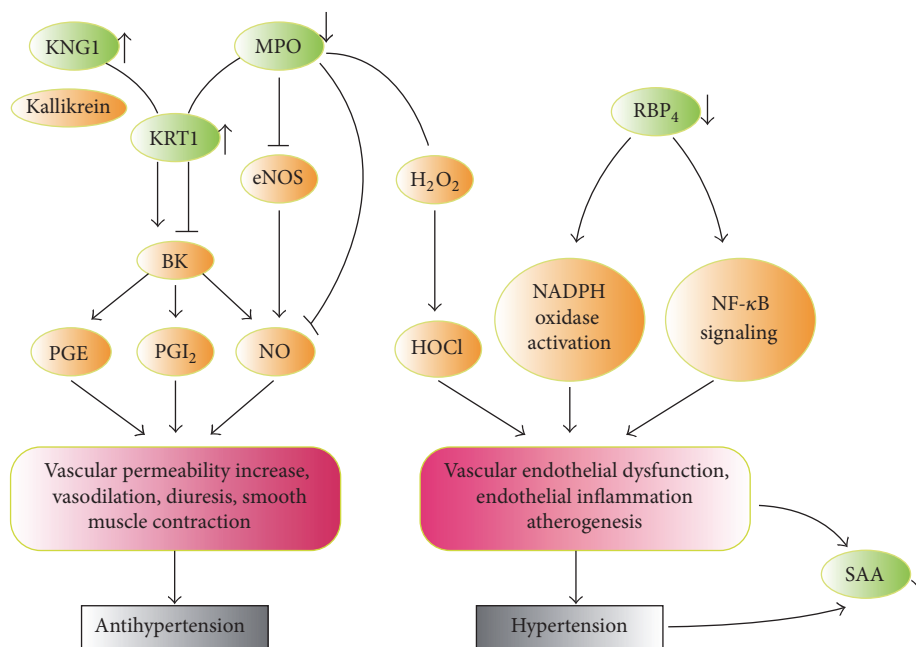 KNG1
MPO
Kallikrein
KRT1
RBP₄
eNOS
H₂O₂
BK
NADPH
oxidase
activation
NF-κB
signaling
PGE
PGI₂
NO
HOCl
Vascular permeability increase,
vasodilation, diuresis, smooth
muscle contraction
Vascular endothelial dysfunction,
endothelial inflammation
atherogenesis
SAA
Antihypertension
Hypertension